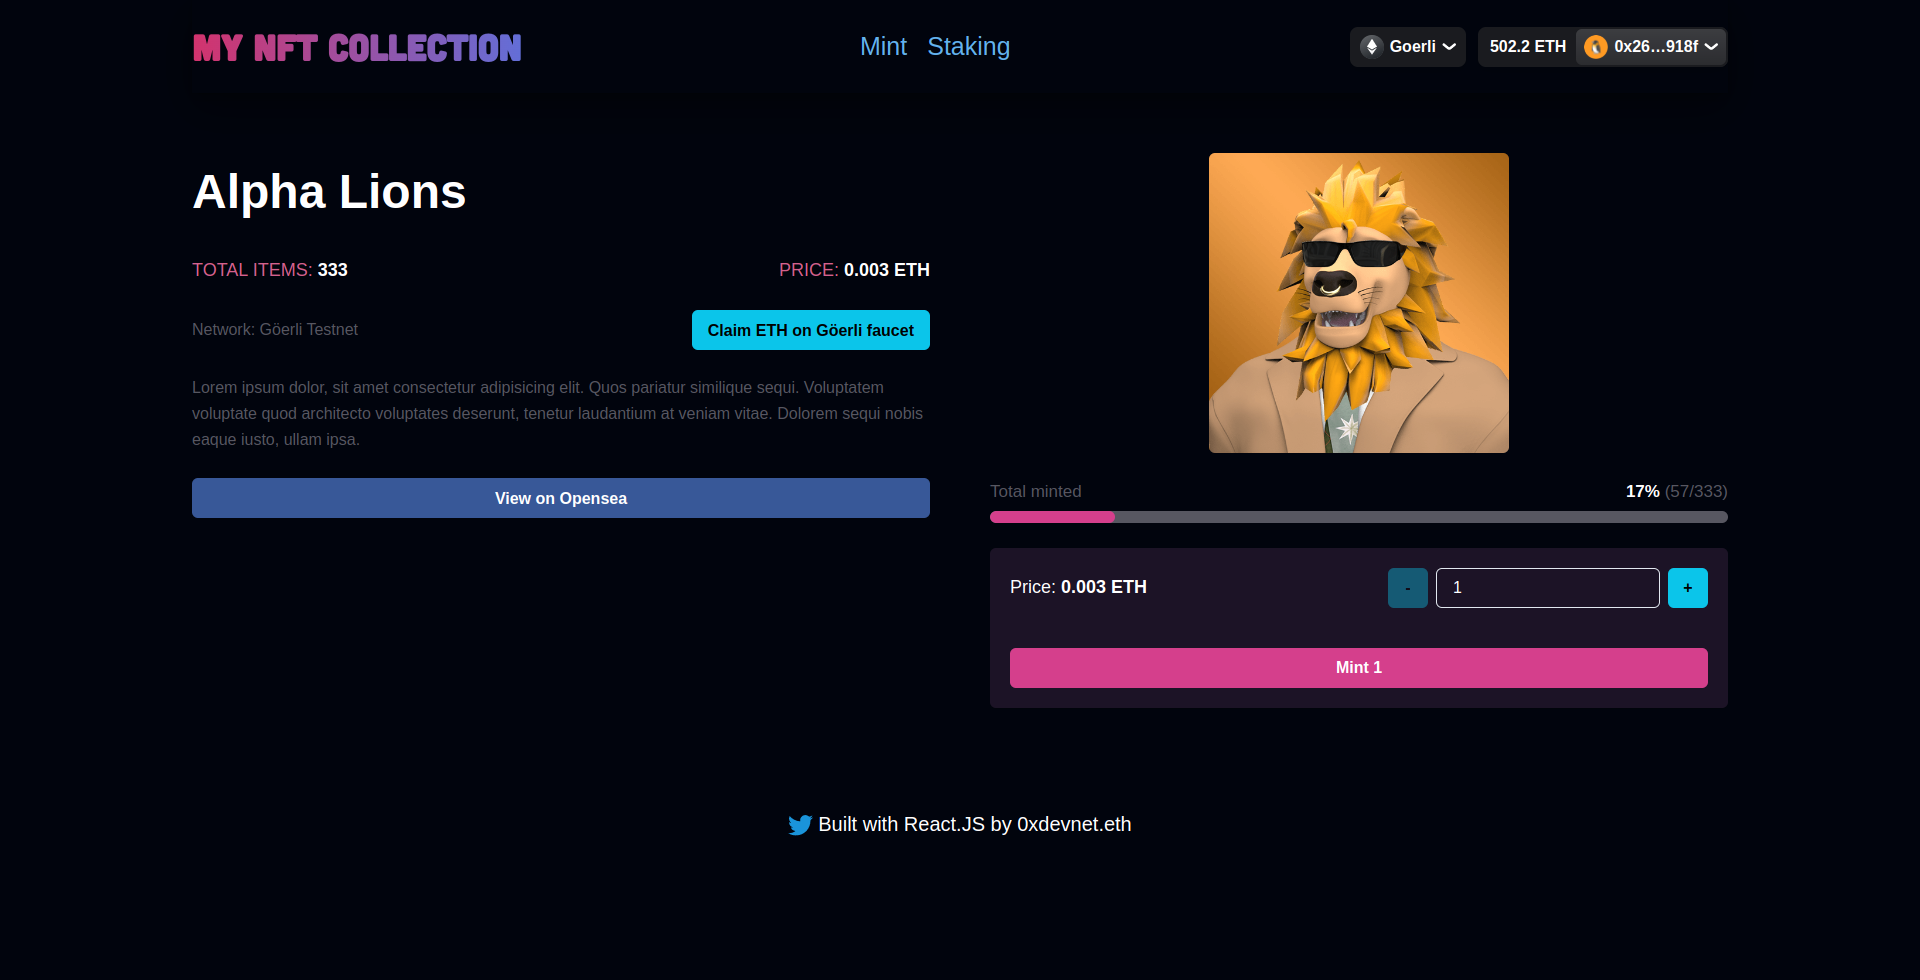 MY NFT COLLECTION
Mint Staking
Goerli
502.2 ETH
0x26...918f
Alpha Lions
TOTAL ITEMS: 333
PRICE: 0.003 ETH
Network: Göerli Testnet
Claim ETH on Göerli faucet
Lorem ipsum dolor, sit amet consectetur adipisicing elit. Quos pariatur similique sequi. Voluptatem
voluptate quod architecto voluptates deserunt, tenetur laudantium at veniam vitae. Dolorem sequi nobis
eaque iusto, ullam ipsa.
View on Opensea
Total minted
17% (57/333)
Price: 0.003 ETH
-
1
+
Mint 1
Built with React.JS by 0xdevnet.eth